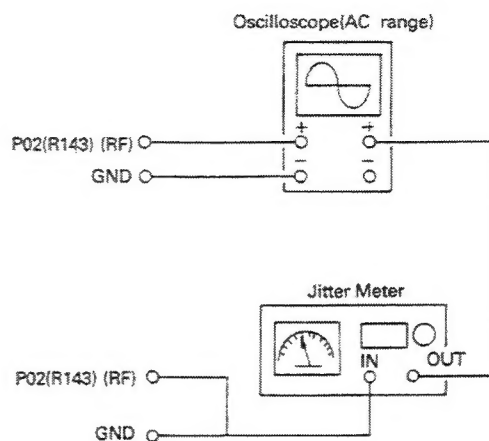 Oscilloscope(AC range)
+ +
P02(R143) (RF)
− −
GND
Jitter Meter
IN OUT
P02(R143) (RF)
GND